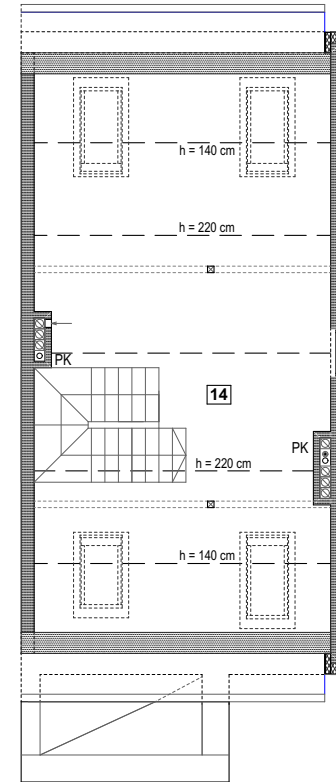 h = 140 cm
h = 220 cm
PK
14
PK
h = 220 cm
h = 140 cm